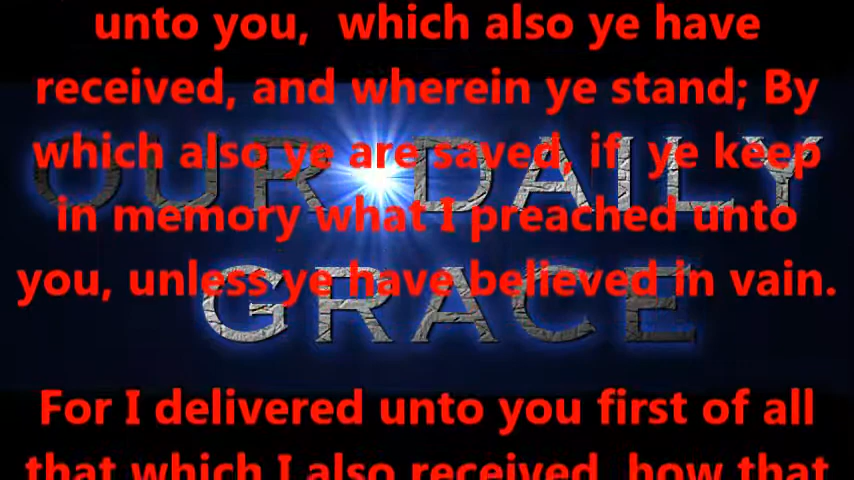 unto you, which also ye have
received, and wherein ye stand; By
which also ye are saved, if ye keep
in memory what I preached unto
you, unless ye have believed in vain.
For I delivered unto you first of all
that which I also received, how that
OUR DAILY
GRACE